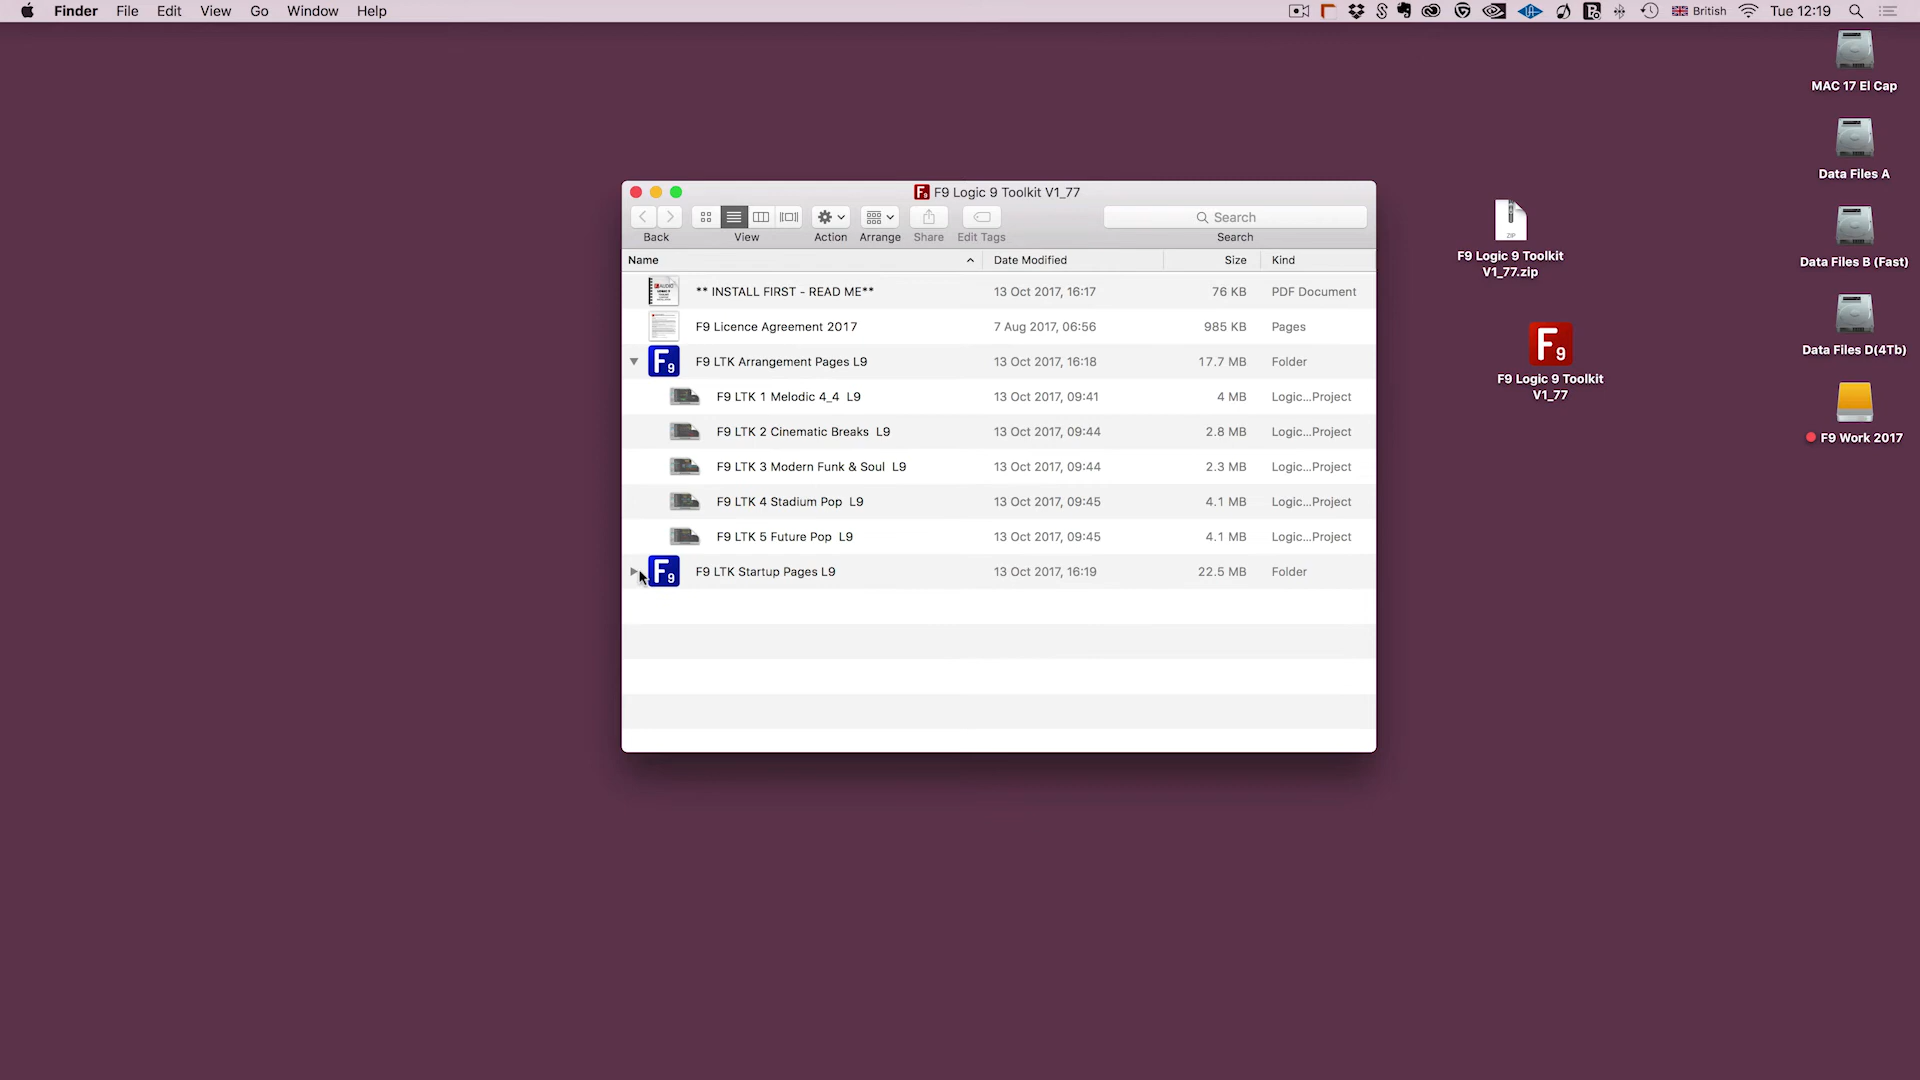 Finder File Edit View Go Window Help British Tue 12:19
MAC 17 El Cap
Data Files A
Data Files B (Fast)
Data Files D(4Tb)
F9 Work 2017
F9 Logic 9 Toolkit
V1_77.zip
ZIP
F9
F9 Logic 9 Toolkit
V1_77
F9 Logic 9 Toolkit V1_77
Search
Back View Action Arrange Share Edit Tags Search
Name Date Modified Size Kind
** INSTALL FIRST - READ ME** 13 Oct 2017, 16:17 76 KB PDF Document
F9 Licence Agreement 2017 7 Aug 2017, 06:56 985 KB Pages
F9 F9 LTK Arrangement Pages L9 13 Oct 2017, 16:18 17.7 MB Folder
F9 LTK 1 Melodic 4_4 L9 13 Oct 2017, 09:41 4 MB Logic...Project
F9 LTK 2 Cinematic Breaks L9 13 Oct 2017, 09:44 2.8 MB Logic...Project
F9 LTK 3 Modern Funk & Soul L9 13 Oct 2017, 09:44 2.3 MB Logic...Project
F9 LTK 4 Stadium Pop L9 13 Oct 2017, 09:45 4.1 MB Logic...Project
F9 LTK 5 Future Pop L9 13 Oct 2017, 09:45 4.1 MB Logic...Project
F9 F9 LTK Startup Pages L9 13 Oct 2017, 16:19 22.5 MB Folder